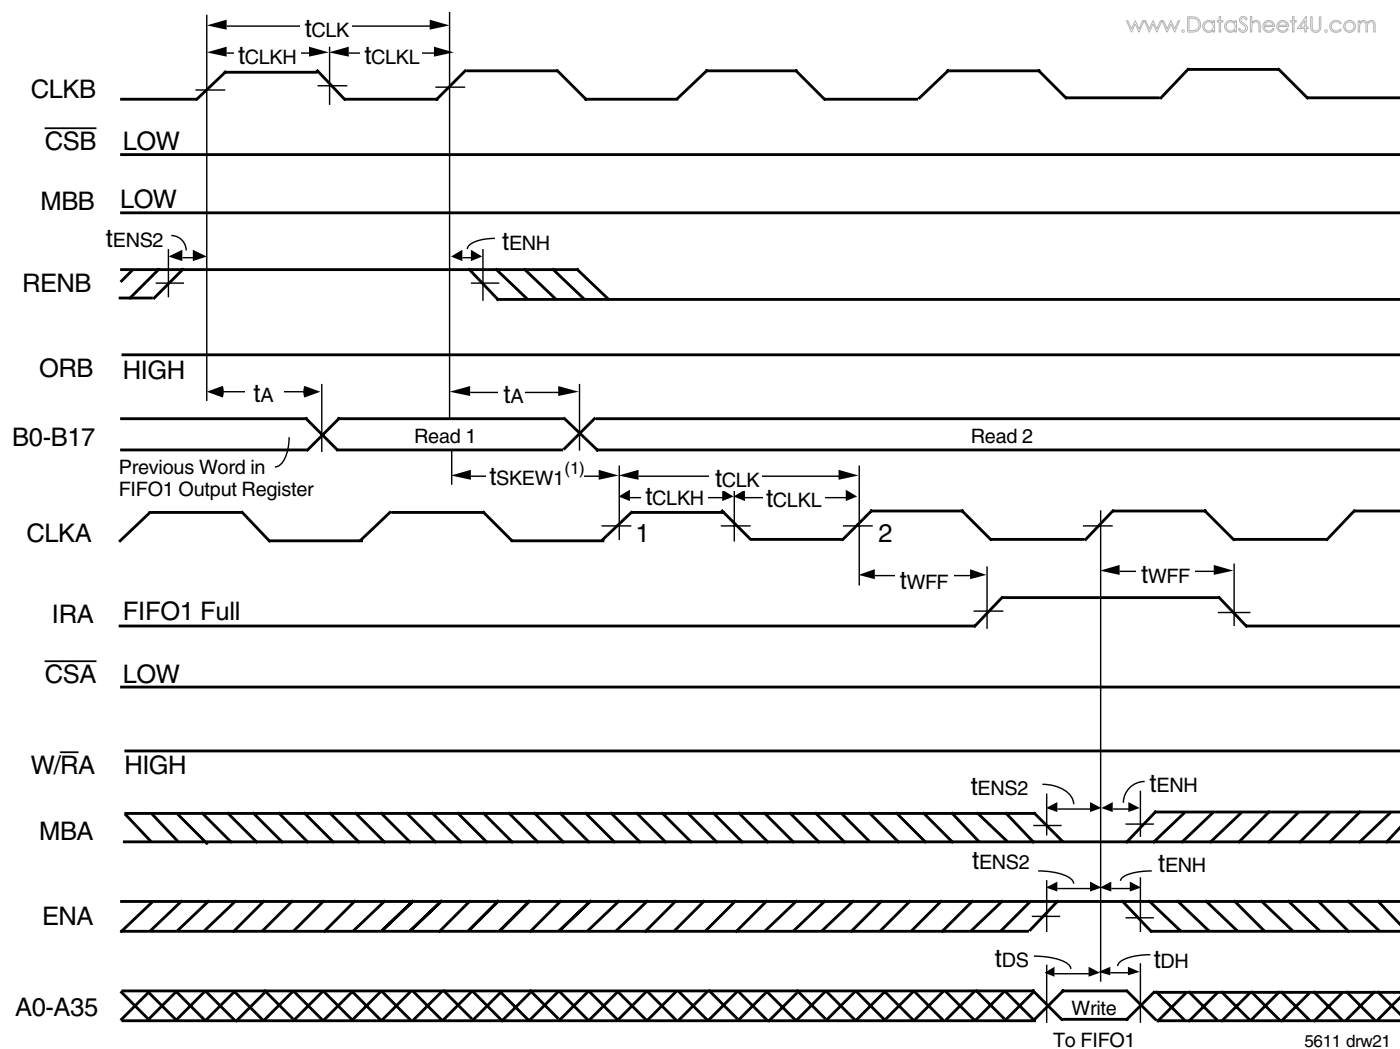 www.DataSheet4U.com
tCLK
tCLKH
tCLKL
CLKB
CSB
LOW
MBB
LOW
tENS2
tENH
RENB
ORB
HIGH
tA
tA
B0-B17
Read 1
Read 2
Previous Word in
FIFO1 Output Register
tSKEW1(1)
tCLK
tCLKH
tCLKL
CLKA
1
2
tWFF
tWFF
IRA
FIFO1 Full
CSA
LOW
W/RA
HIGH
tENS2
tENH
MBA
tENS2
tENH
ENA
tDS
tDH
A0-A35
Write
To FIFO1
5611 drw21